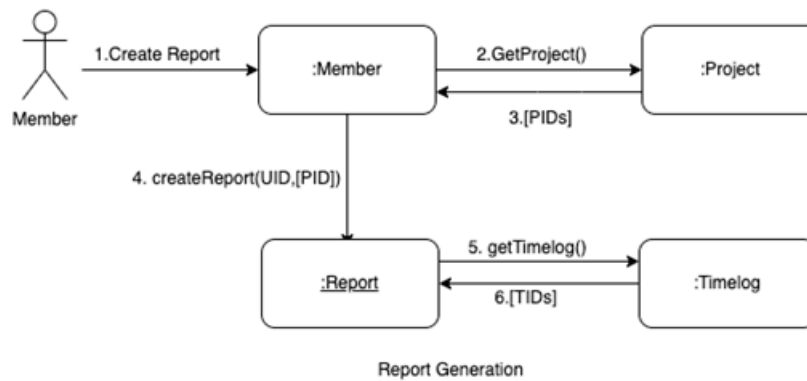 1.Create Report
:Member
2.GetProject()
:Project
Member
3.[PIDs]
4. createReport(UID,[PID])
5. getTimelog()
:Report
:Timelog
6.[TIDs]
Report Generation